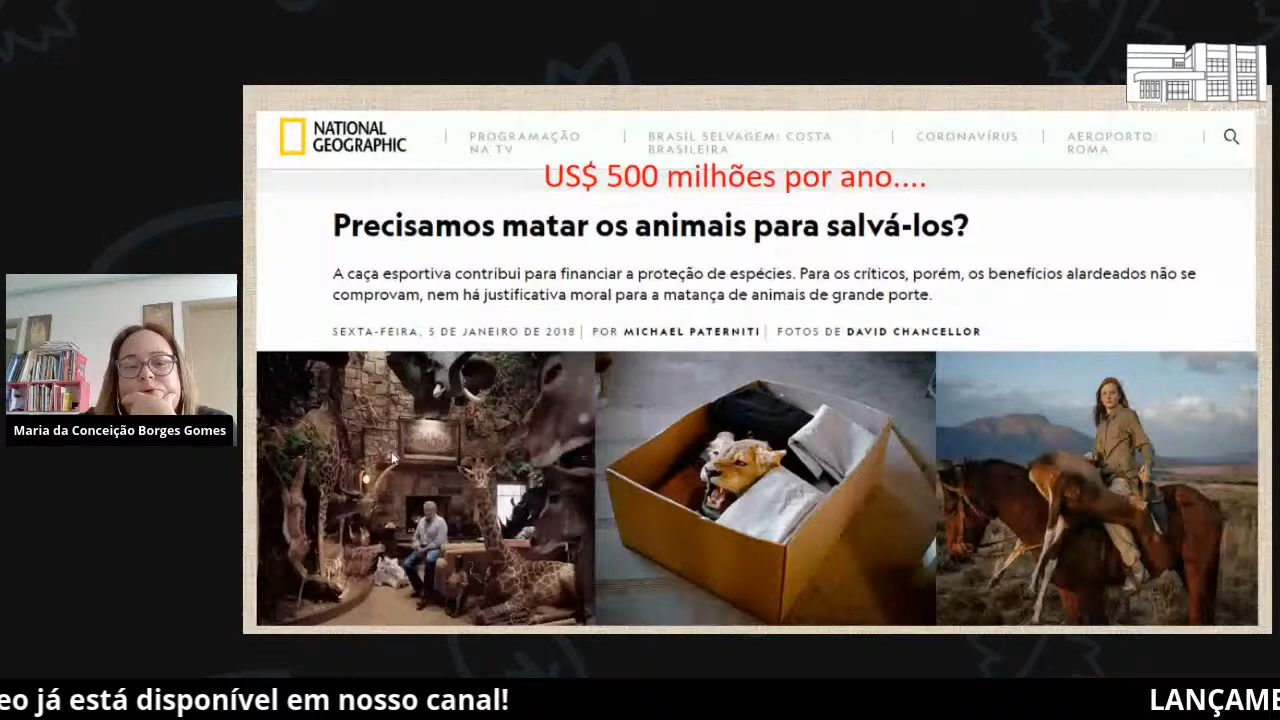 NATIONAL
GEOGRAPHIC
PROGRAMAÇÃO
NA TV
BRASIL SELVAGEM: COSTA
BRASILEIRA
CORONAVÍRUS
AEROPORTO:
ROMA
US$ 500 milhões por ano....
Precisamos matar os animais para salvá-los?
A caça esportiva contribui para financiar a proteção de espécies. Para os críticos, porém, os benefícios alardeados não se
comprovam, nem há justificativa moral para a matança de animais de grande porte.
SEXTA-FEIRA, 5 DE JANEIRO DE 2018 | POR MICHAEL PATERNITI | FOTOS DE DAVID CHANCELLOR
Maria da Conceição Borges Gomes
eo já está disponível em nosso canal!
LANÇAME